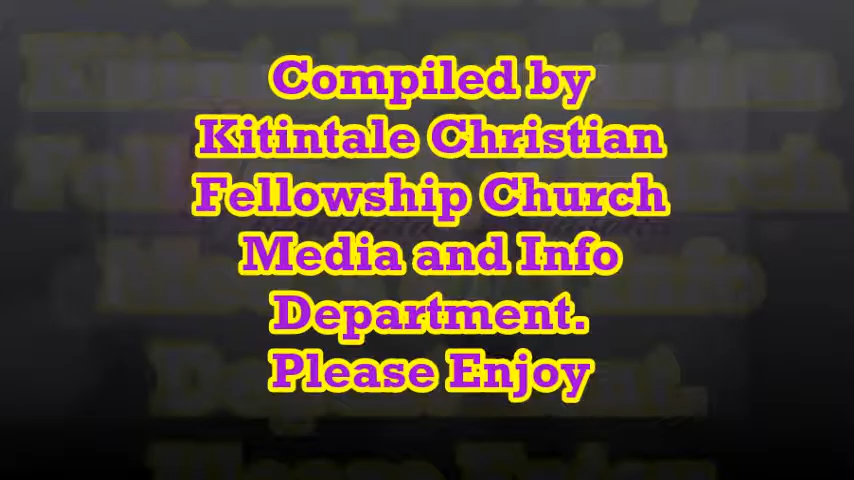 Compiled by
Kitintale Christian
Fellowship Church
Media and Info
Department.
Please Enjoy